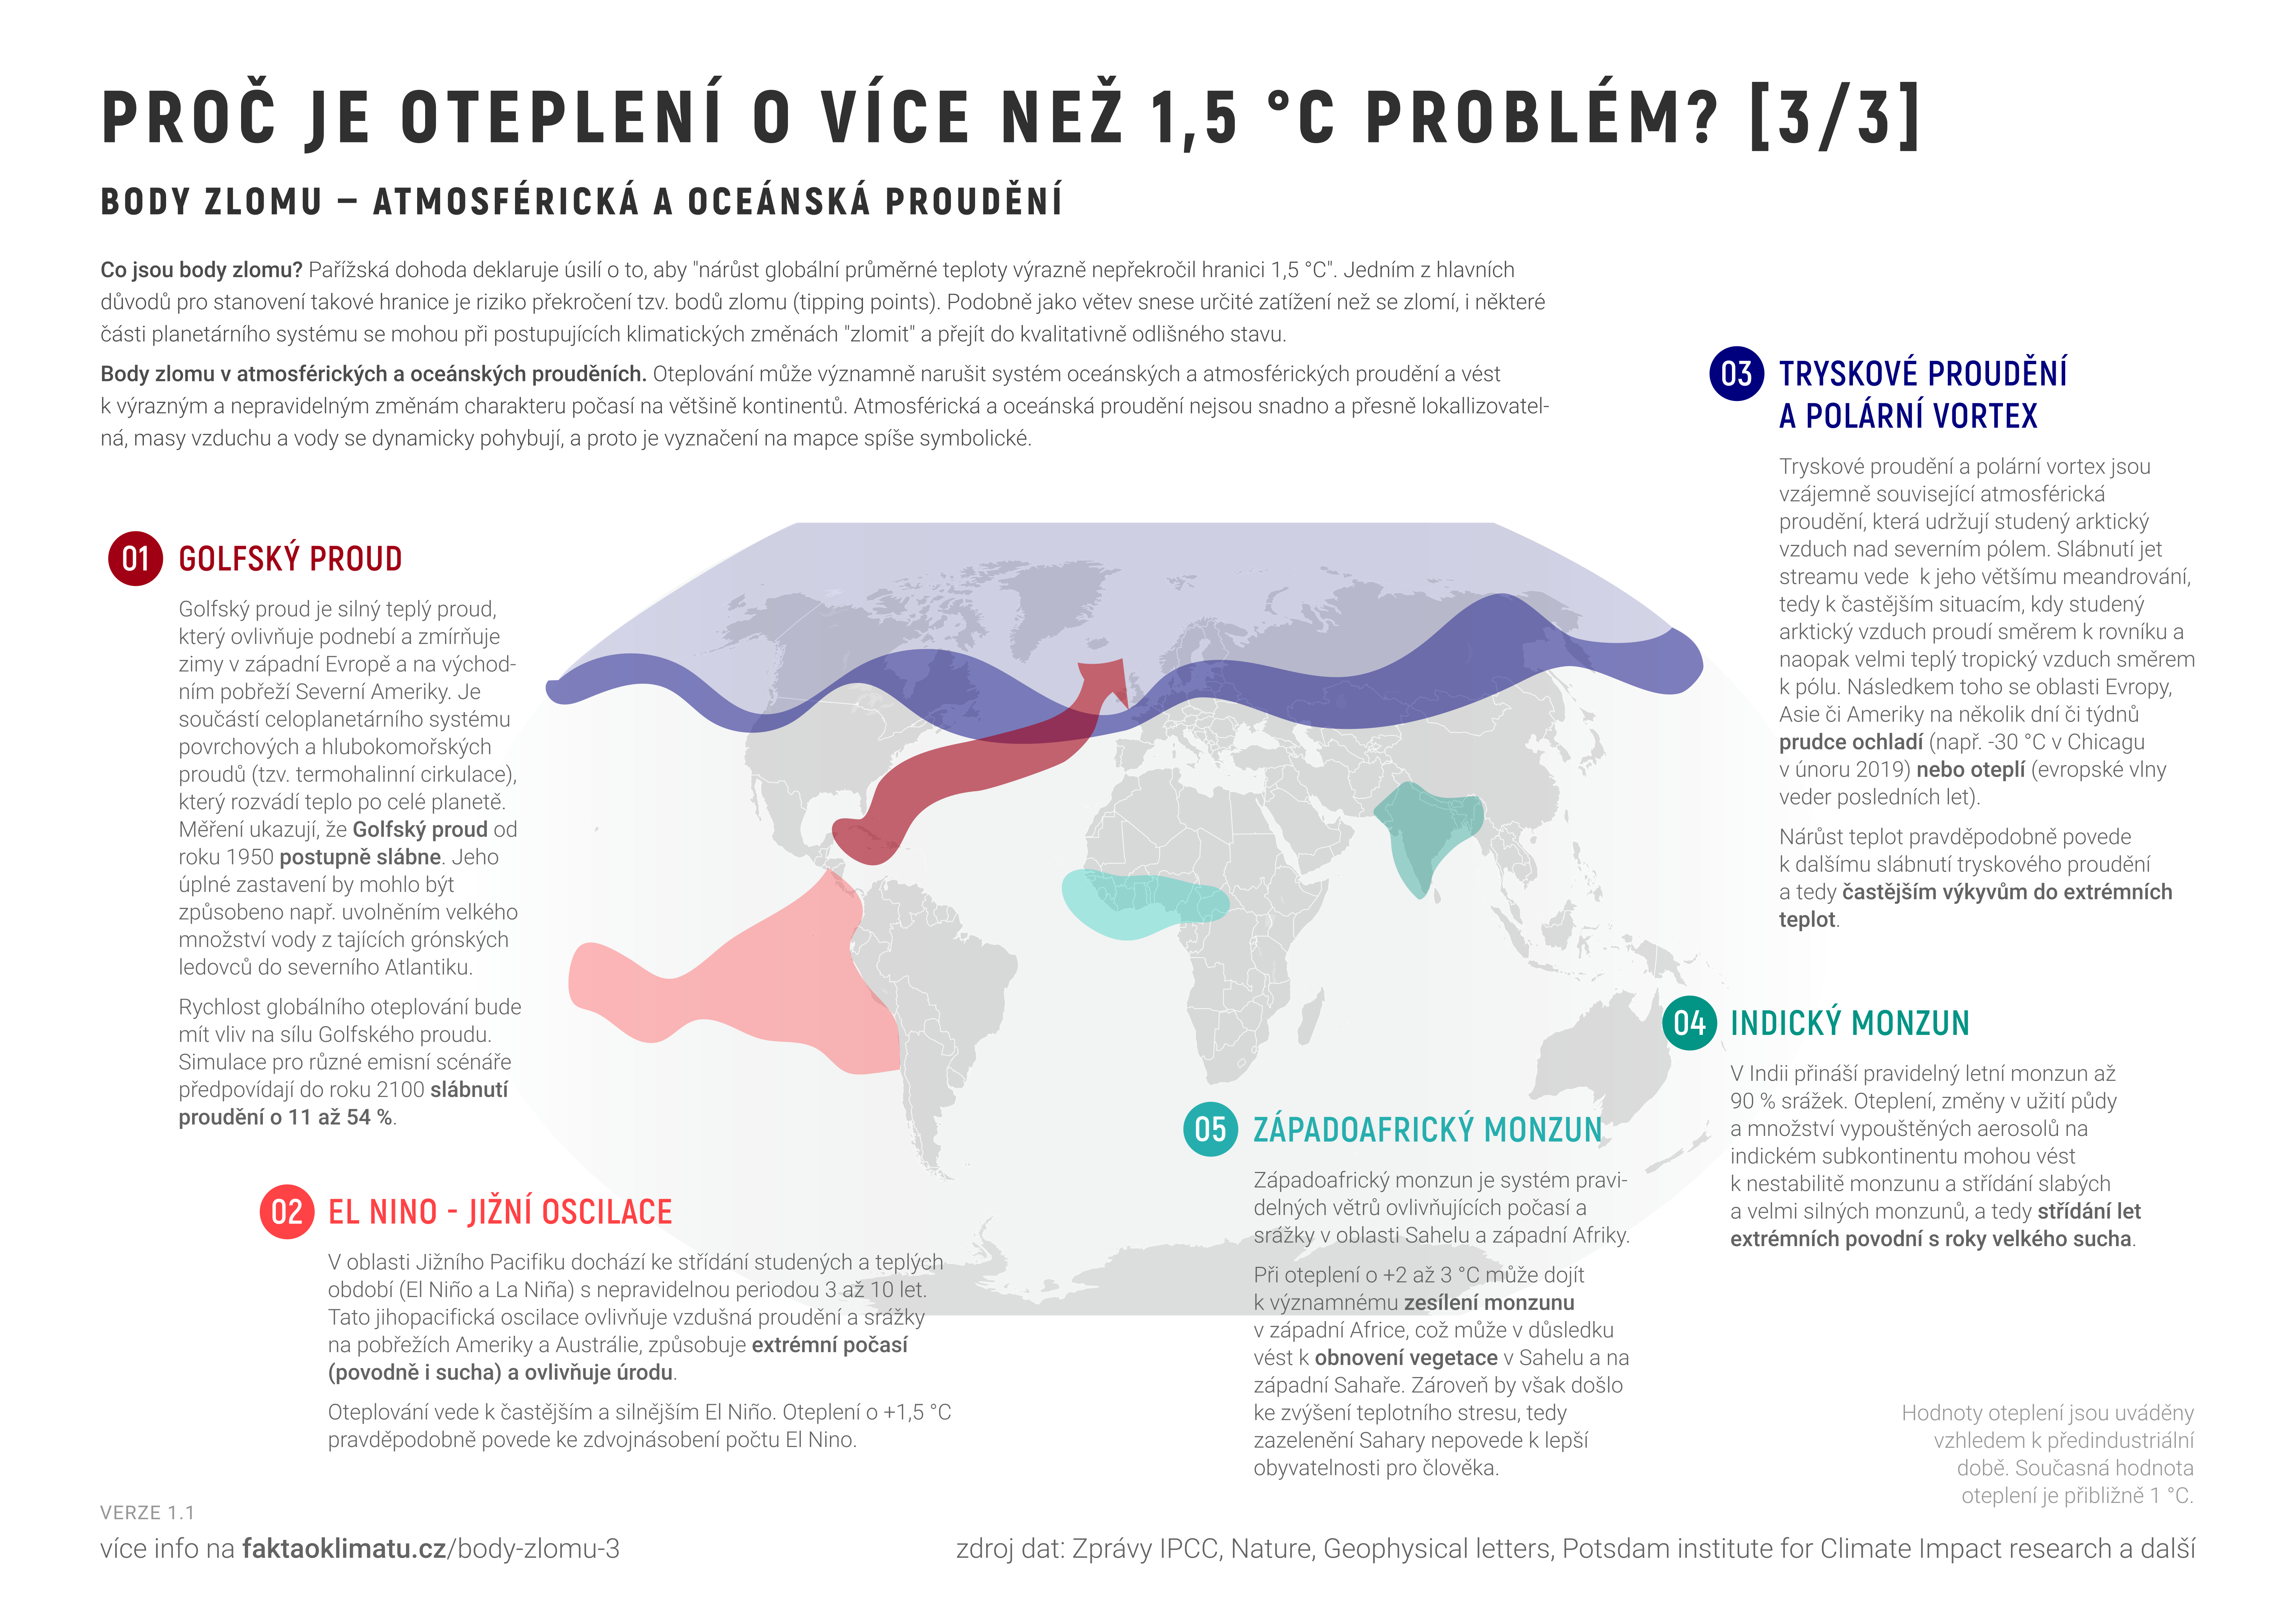 PROČ JE OTEPLENÍ O VÍCE NEŽ 1,5 °C PROBLÉM? [3/3]
BODY ZLOMU – ATMOSFÉRICKÁ A OCEÁNSKÁ PROUDĚNÍ
Co jsou body zlomu? Pařížská dohoda deklaruje úsilí o to, aby "nárůst globální průměrné teploty výrazně nepřekročil hranici 1,5 °C". Jedním z hlavních
důvodů pro stanovení takové hranice je riziko překročení tzv. bodů zlomu (tipping points). Podobně jako větev snese určité zatížení než se zlomí, i některé
části planetárního systému se mohou při postupujících klimatických změnách "zlomit" a přejít do kvalitativně odlišného stavu.
Body zlomu v atmosférických a oceánských prouděních. Oteplování může významně narušit systém oceánských a atmosférických proudění a vést
k výrazným a nepravidelným změnám charakteru počasí na většině kontinentů. Atmosférická a oceánská proudění nejsou snadno a přesně lokallizovatel-
ná, masy vzduchu a vody se dynamicky pohybují, a proto je vyznačení na mapce spíše symbolické.
01 GOLFSKÝ PROUD
Golfský proud je silný teplý proud,
který ovlivňuje podnebí a zmírňuje
zimy v západní Evropě a na východ-
ním pobřeží Severní Ameriky. Je
součástí celoplanetárního systému
povrchových a hlubokomořských
proudů (tzv. termohalinní cirkulace),
který rozvádí teplo po celé planetě.
Měření ukazují, že Golfský proud od
roku 1950 postupně slábne. Jeho
úplné zastavení by mohlo být
způsobeno např. uvolněním velkého
množství vody z tajících grónských
ledovců do severního Atlantiku.
Rychlost globálního oteplování bude
mít vliv na sílu Golfského proudu.
Simulace pro různé emisní scénáře
předpovídají do roku 2100 slábnutí
proudění o 11 až 54 %.
02 EL NINO - JIŽNÍ OSCILACE
V oblasti Jižního Pacifiku dochází ke střídání studených a teplých
období (El Niño a La Niña) s nepravidelnou periodou 3 až 10 let.
Tato jihopacifická oscilace ovlivňuje vzdušná proudění a srážky
na pobřežích Ameriky a Austrálie, způsobuje extrémní počasí
(povodně i sucha) a ovlivňuje úrodu.
Oteplování vede k častějším a silnějším El Niño. Oteplení o +1,5 °C
pravděpodobně povede ke zdvojnásobení počtu El Nino.
03 TRYSKOVÉ PROUDĚNÍ
A POLÁRNÍ VORTEX
Tryskové proudění a polární vortex jsou
vzájemně související atmosférická
proudění, která udržují studený arktický
vzduch nad severním pólem. Slábnutí jet
streamu vede k jeho většímu meandrování,
tedy k častějším situacím, kdy studený
arktický vzduch proudí směrem k rovníku a
naopak velmi teplý tropický vzduch směrem
k pólu. Následkem toho se oblasti Evropy,
Asie či Ameriky na několik dní či týdnů
prudce ochladí (např. -30 °C v Chicagu
v únoru 2019) nebo oteplí (evropské vlny
veder posledních let).
Nárůst teplot pravděpodobně povede
k dalšímu slábnutí tryskového proudění
a tedy častějším výkyvům do extrémních
teplot.
04 INDICKÝ MONZUN
V Indii přináší pravidelný letní monzun až
90 % srážek. Oteplení, změny v užití půdy
a množství vypouštěných aerosolů na
indickém subkontinentu mohou vést
k nestabilitě monzunu a střídání slabých
a velmi silných monzunů, a tedy střídání let
extrémních povodní s roky velkého sucha.
05 ZÁPADOAFRICKÝ MONZUN
Západoafrický monzun je systém pravi-
delných větrů ovlivňujících počasí a
srážky v oblasti Sahelu a západní Afriky.
Při oteplení o +2 až 3 °C může dojít
k významnému zesílení monzunu
v západní Africe, což může v důsledku
vést k obnovení vegetace v Sahelu a na
západní Sahaře. Zároveň by však došlo
ke zvýšení teplotního stresu, tedy
zazelenění Sahary nepovede k lepší
obyvatelnosti pro člověka.
Hodnoty oteplení jsou uváděny
vzhledem k předindustriální
době. Současná hodnota
oteplení je přibližně 1 °C.
VERZE 1.1
více info na faktaoklimatu.cz/body-zlomu-3
zdroj dat: Zprávy IPCC, Nature, Geophysical letters, Potsdam institute for Climate Impact research a další